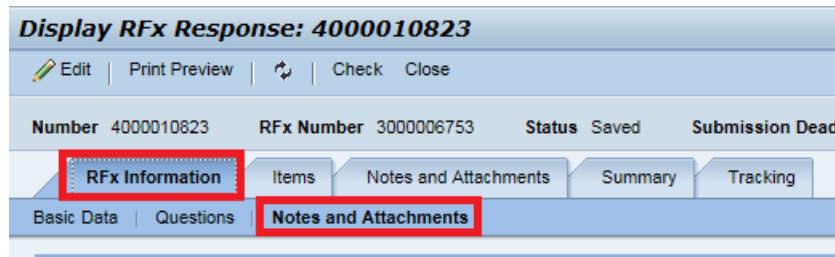 Display RFx Response: 4000010823
Edit | Print Preview | | Check Close
Number 4000010823 RFx Number 3000006753 Status Saved Submission Dead
RFx Information Items Notes and Attachments Summary Tracking
Basic Data | Questions | Notes and Attachments